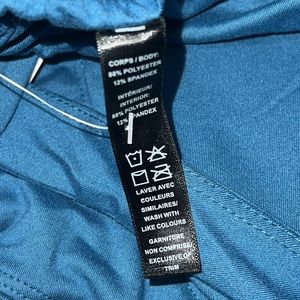 CORPS / BODY:
88% POLYESTER
12% SPANDEX
INTÉRIEUR/
INTERIOR:
88% POLYESTER
12% SPANDEX
LAVER AVEC
COULEURS
SIMILAIRES/
WASH WITH
LIKE COLOURS
GARNITURE
NON COMPRISE/
EXCLUSIVE OF
TRIM